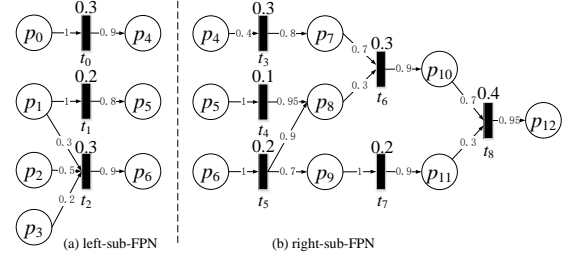 0.3
p0 1 0.9 p4
t0
0.2
p1 1 0.8 p5
t1
0.3
0.3
p2 0.5 0.9 p6
0.2 t2
p3
(a) left-sub-FPN
0.3
p4 0.4 0.8 p7
t3
0.7
0.3
0.9 p10
t6
0.1
p5 1 0.95 p8
0.3
t4
0.9
0.7
0.4
0.95 p12
t8
0.2
p6 1 0.7 p9
t5
0.2
1 0.9 p11
t7
0.3
(b) right-sub-FPN